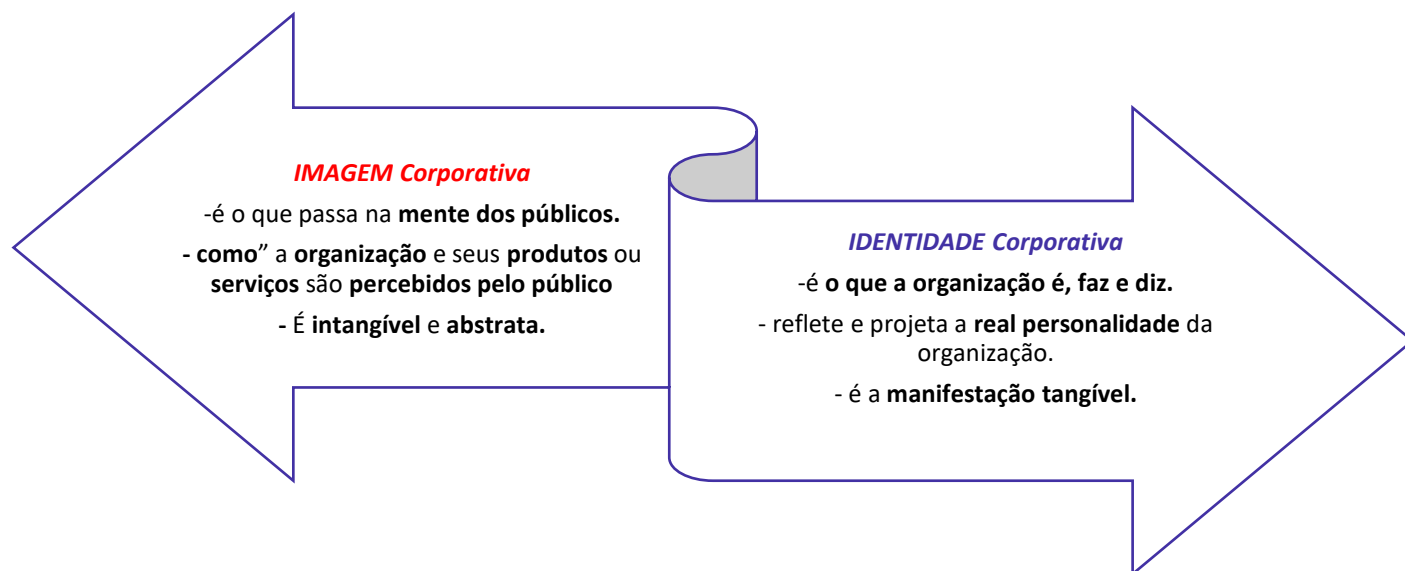 IMAGEM Corporativa
-é o que passa na mente dos públicos.
- como” a organização e seus produtos ou
serviços são percebidos pelo público
- É intangível e abstrata.
IDENTIDADE Corporativa
-é o que a organização é, faz e diz.
- reflete e projeta a real personalidade da
organização.
- é a manifestação tangível.